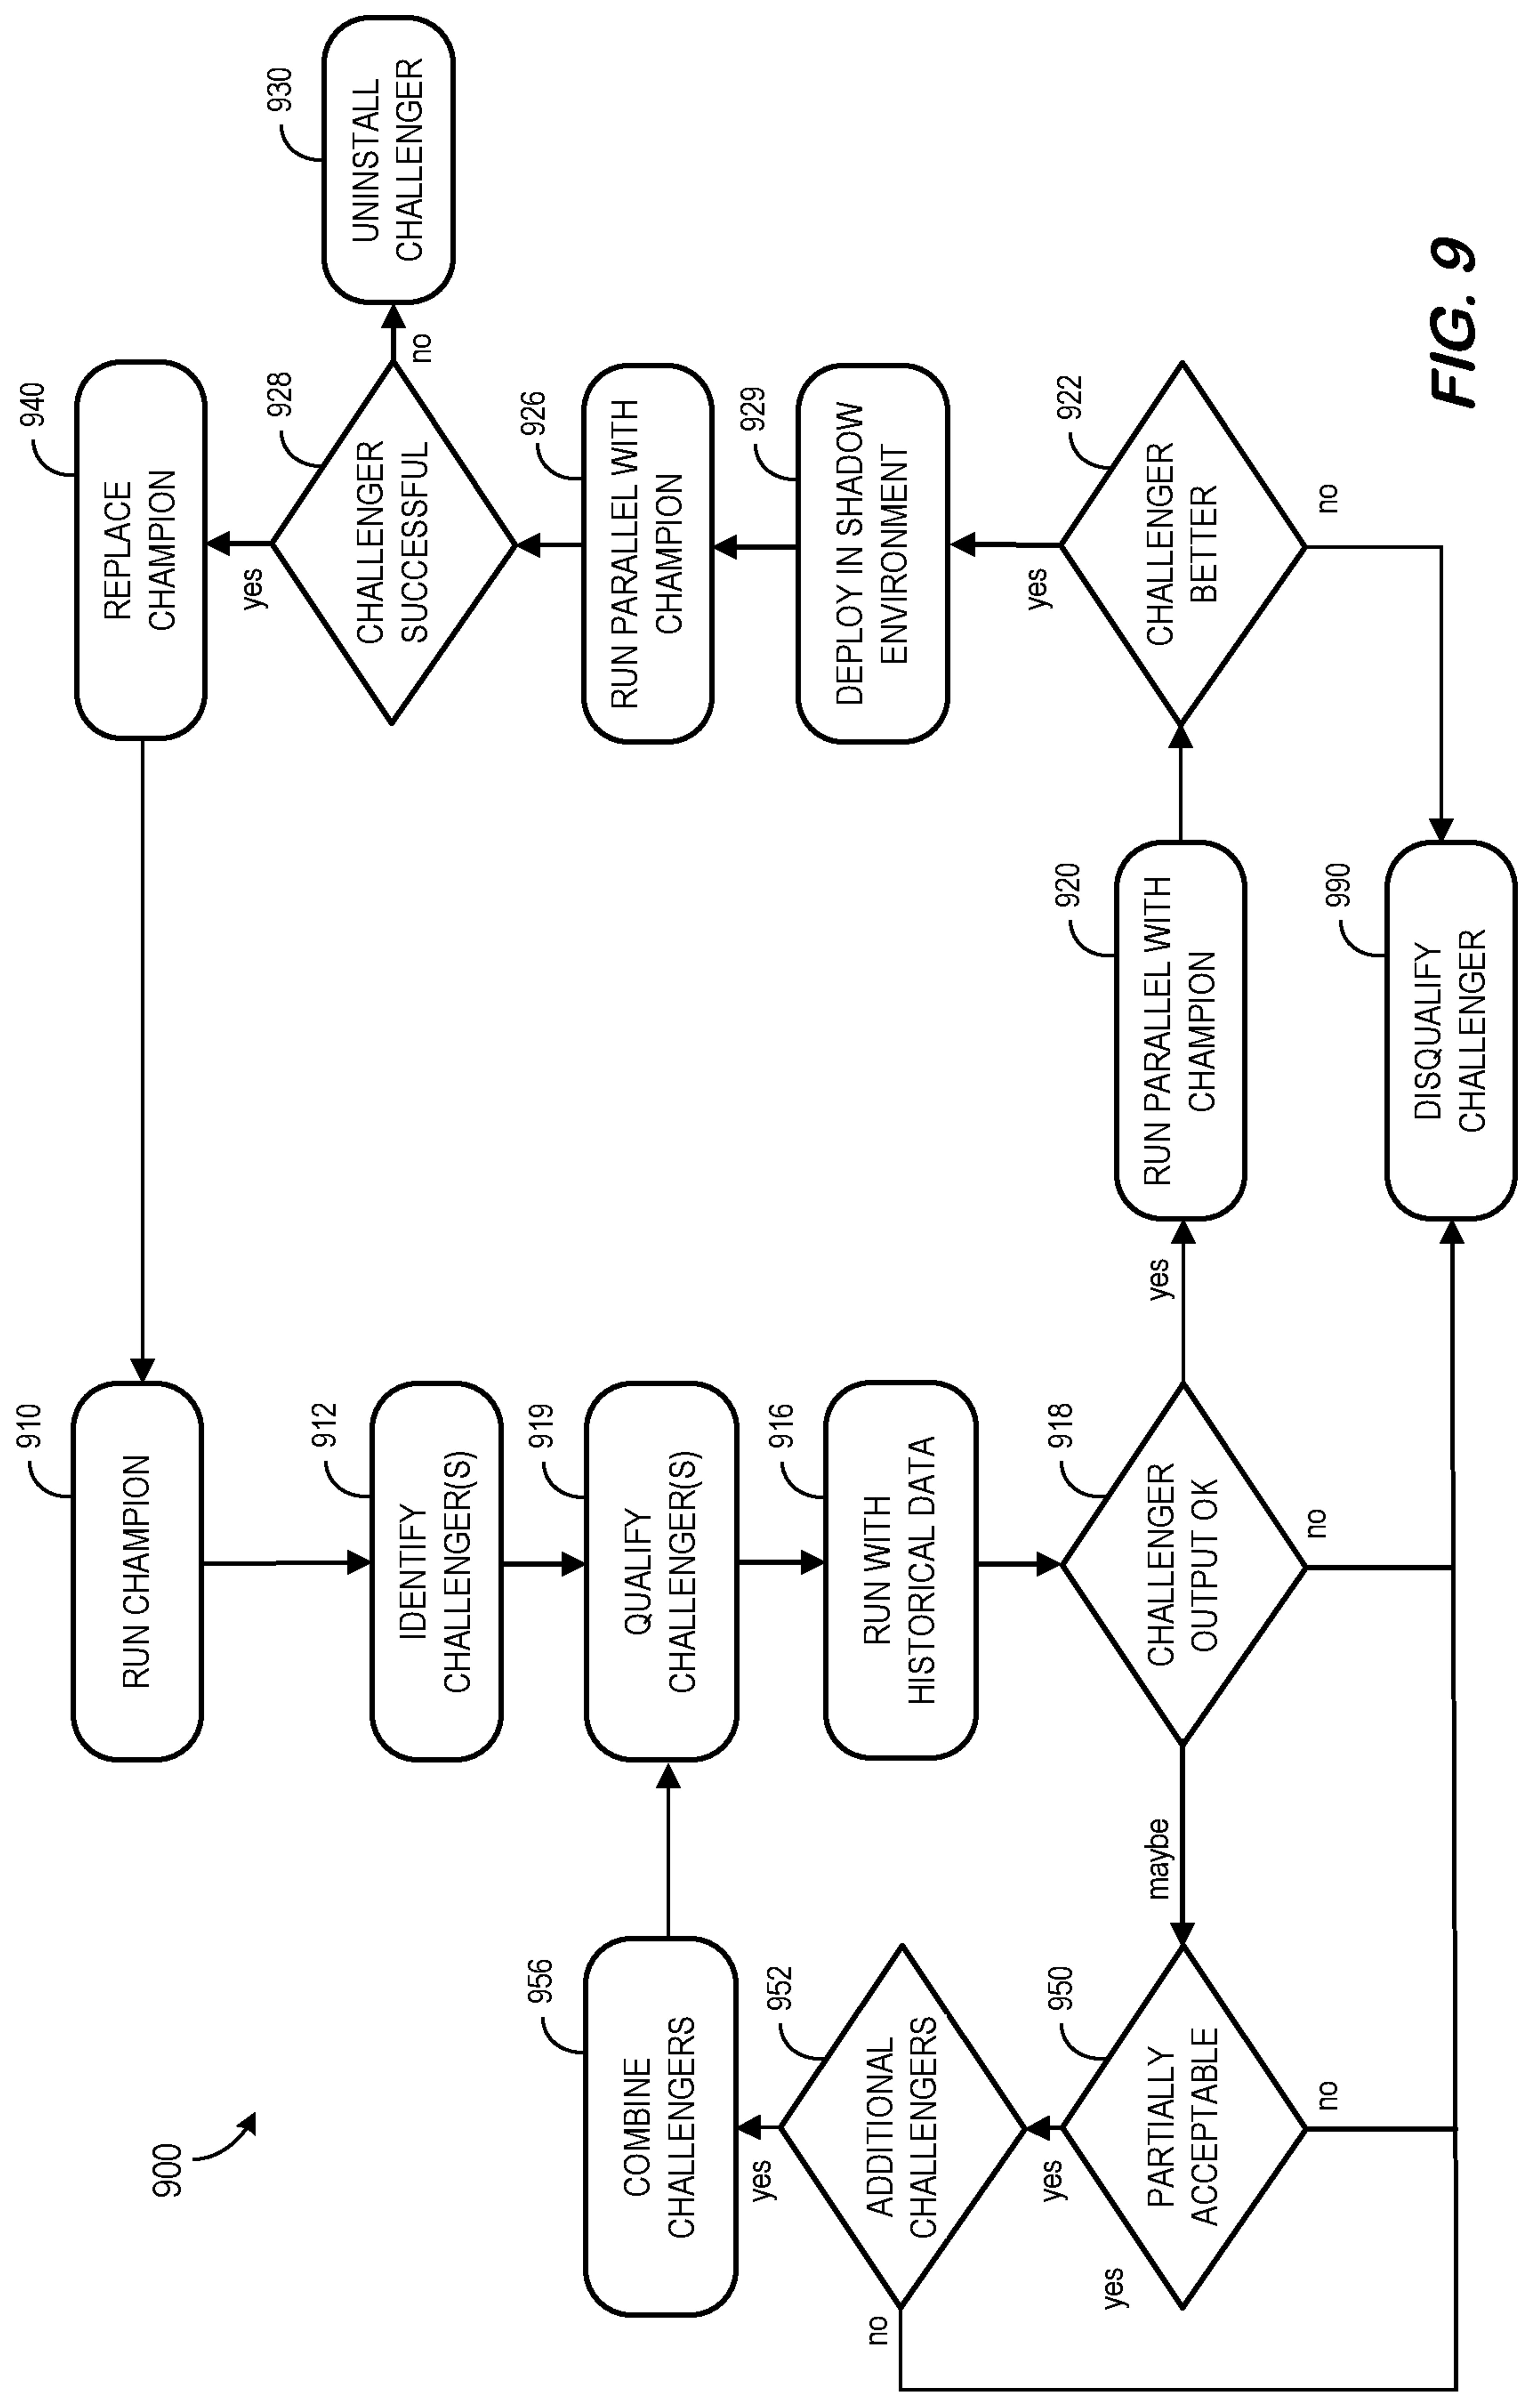 900
910
RUN CHAMPION
912
IDENTIFY
CHALLENGER(S)
919
QUALIFY
CHALLENGER(S)
916
RUN WITH
HISTORICAL DATA
918
CHALLENGER
OUTPUT OK
yes
no
maybe
950
PARTIALLY
ACCEPTABLE
yes
yes
no
952
ADDITIONAL
CHALLENGERS
yes
no
956
COMBINE
CHALLENGERS
920
RUN PARALLEL WITH
CHAMPION
990
DISQUALIFY
CHALLENGER
922
CHALLENGER
BETTER
yes
no
929
DEPLOY IN SHADOW
ENVIRONMENT
926
RUN PARALLEL WITH
CHAMPION
928
CHALLENGER
SUCCESSFUL
yes
no
940
REPLACE
CHAMPION
930
UNINSTALL
CHALLENGER
FIG. 9